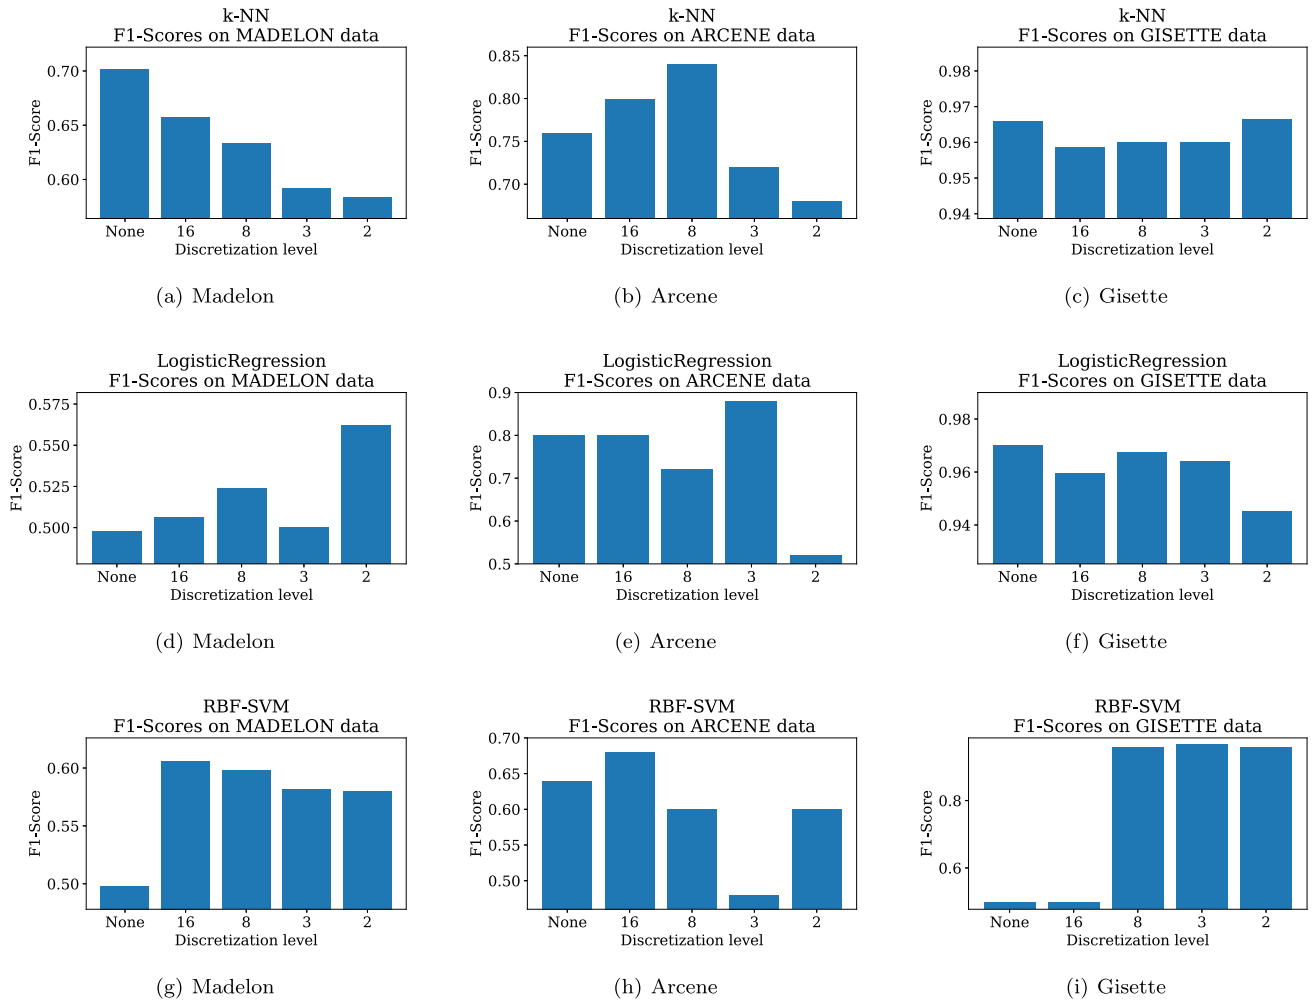 k-NN
F1-Scores on MADELON data
0.70
0.65
0.60
F1-Score
None 16 8 3 2
Discretization level
(a) Madelon
k-NN
F1-Scores on ARCENE data
0.85
0.80
0.75
0.70
F1-Score
None 16 8 3 2
Discretization level
(b) Arcene
k-NN
F1-Scores on GISETTE data
0.98
0.97
0.96
0.95
0.94
F1-Score
None 16 8 3 2
Discretization level
(c) Gisette
LogisticRegression
F1-Scores on MADELON data
0.575
0.550
0.525
0.500
F1-Score
None 16 8 3 2
Discretization level
(d) Madelon
LogisticRegression
F1-Scores on ARCENE data
0.9
0.8
0.7
0.6
0.5
F1-Score
None 16 8 3 2
Discretization level
(e) Arcene
LogisticRegression
F1-Scores on GISETTE data
0.98
0.96
0.94
F1-Score
None 16 8 3 2
Discretization level
(f) Gisette
RBF-SVM
F1-Scores on MADELON data
0.60
0.55
0.50
F1-Score
None 16 8 3 2
Discretization level
(g) Madelon
RBF-SVM
F1-Scores on ARCENE data
0.70
0.65
0.60
0.55
0.50
F1-Score
None 16 8 3 2
Discretization level
(h) Arcene
RBF-SVM
F1-Scores on GISETTE data
0.8
0.6
F1-Score
None 16 8 3 2
Discretization level
(i) Gisette